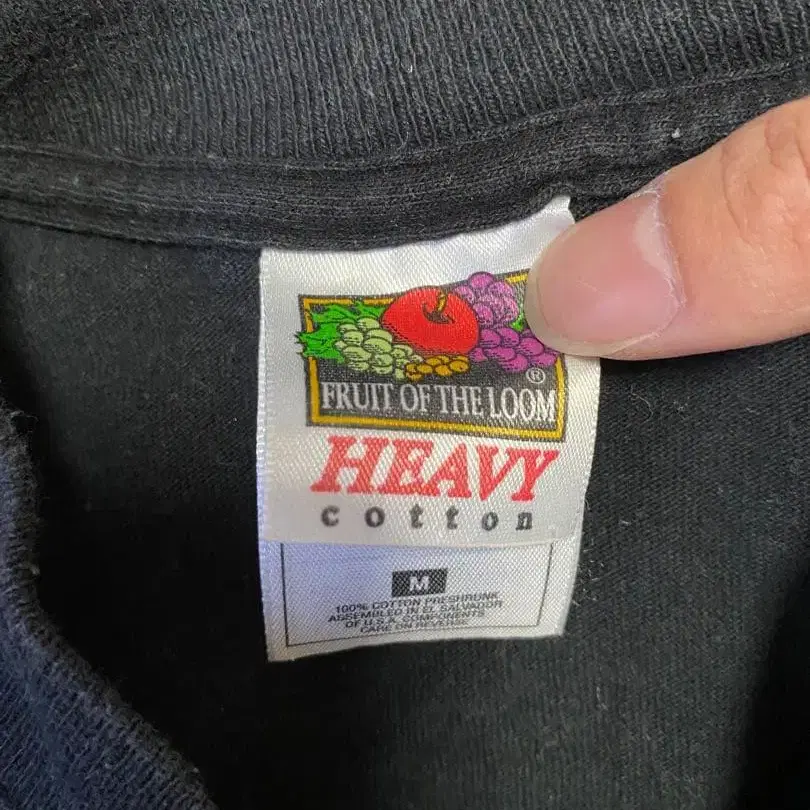 ®
FRUIT OF THE LOOM
HEAVY
cotton
M
100% COTTON PRESHRUNK
ASSEMBLED IN EL SALVADOR
OF U.S.A. COMPONENTS
CARE ON REVERSE